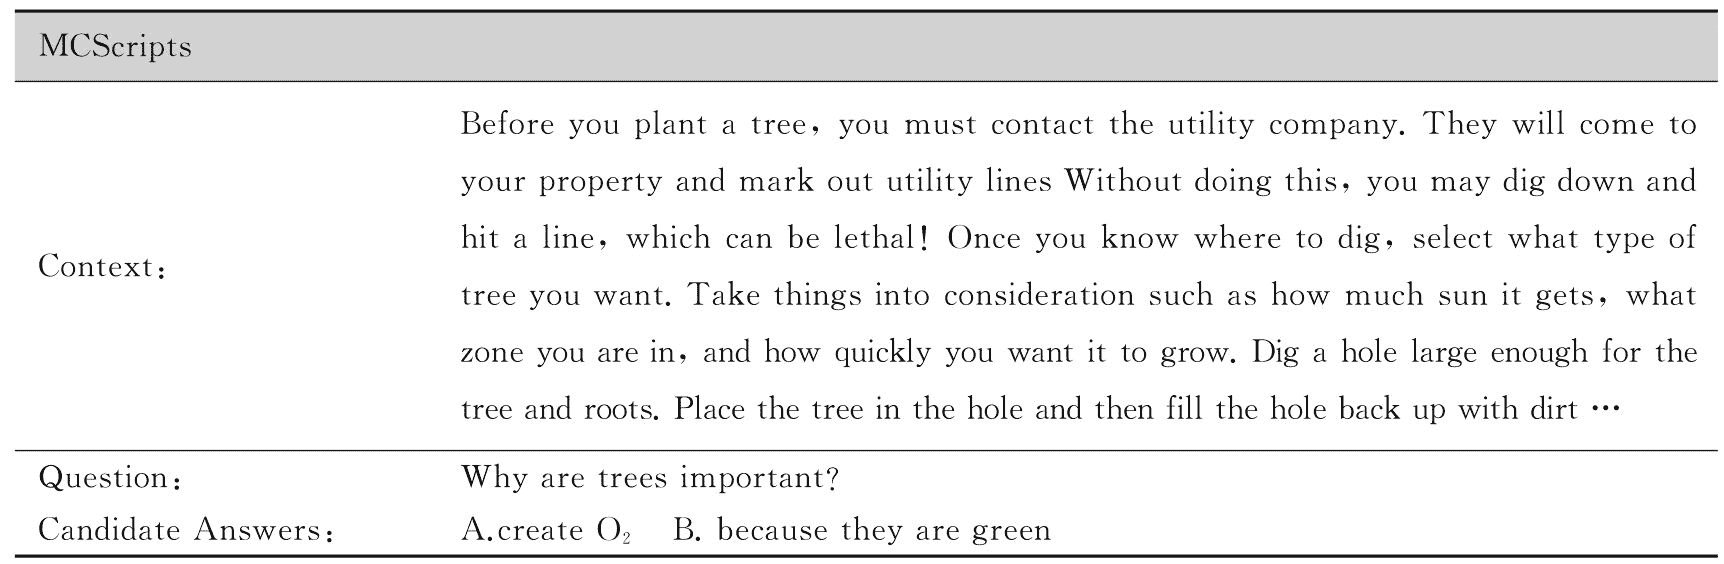 MCScripts
Context：
Before you plant a tree，you must contact the utility company. They will come to
your property and mark out utility lines Without doing this，you may dig down and
hit a line，which can be lethal！Once you know where to dig，select what type of
tree you want. Take things into consideration such as how much sun it gets，what
zone you are in，and how quickly you want it to grow. Dig a hole large enough for the
tree and roots. Place the tree in the hole and then fill the hole back up with dirt …
Question： Why are trees important?
Candidate Answers： A.create O₂ B. because they are green